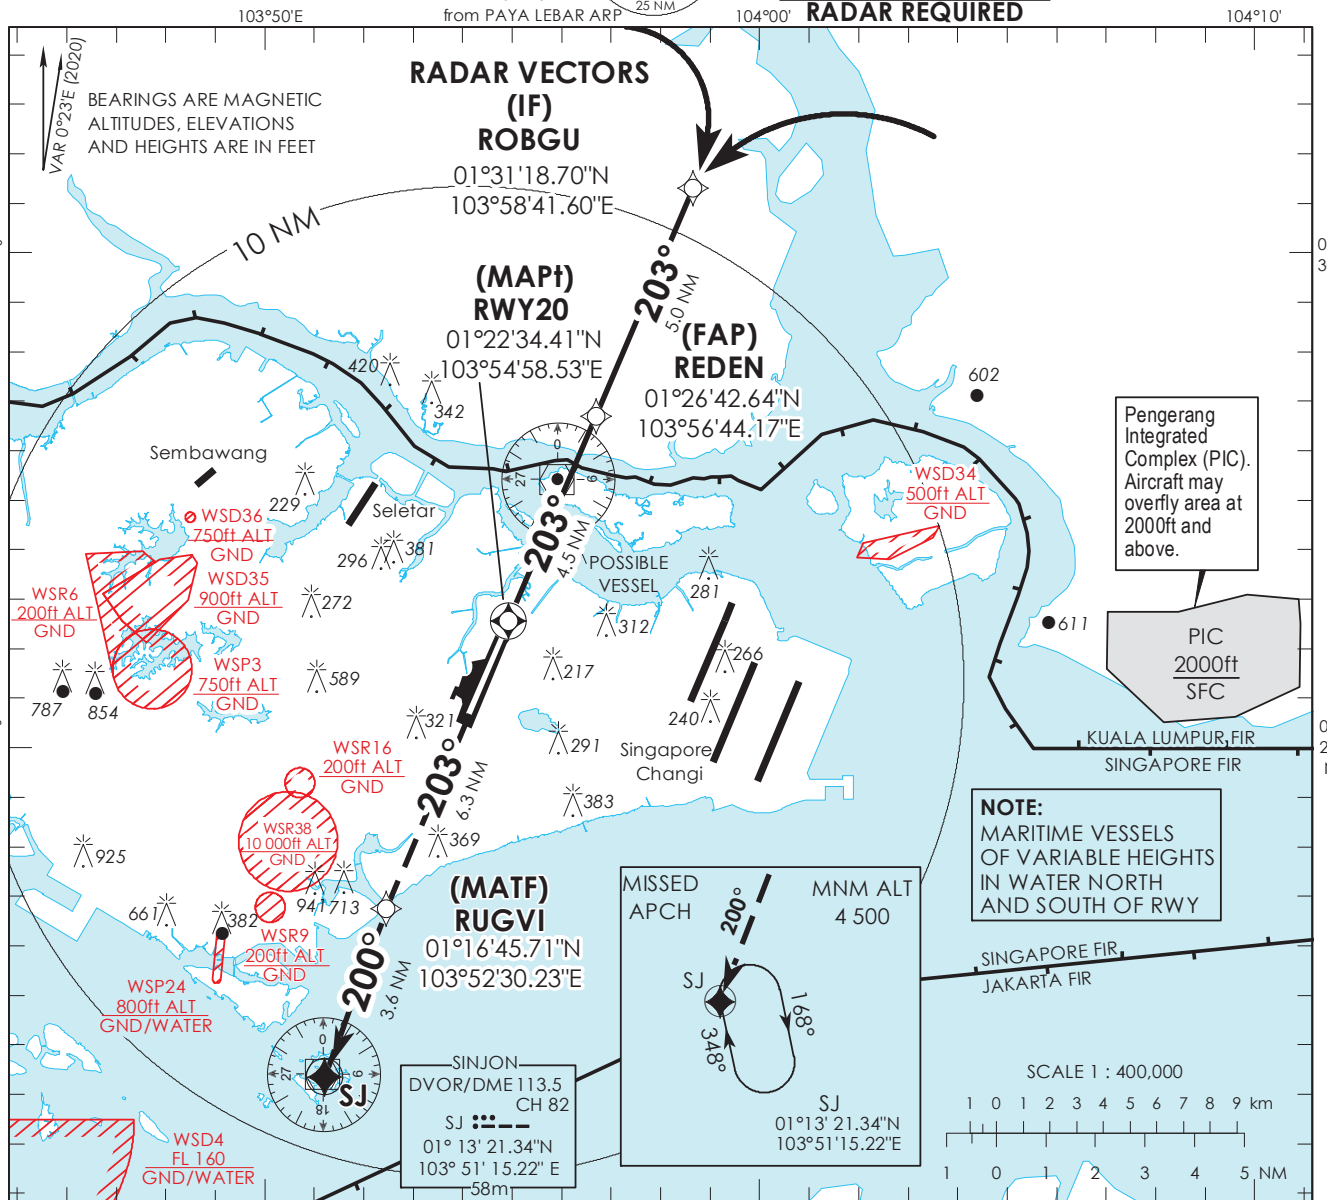 103°50'E
from PAYA LEBAR ARP
25 NM
104°00'
RADAR REQUIRED
104°10'
VAR 0°23'E (2020)
BEARINGS ARE MAGNETIC
ALTITUDES, ELEVATIONS
AND HEIGHTS ARE IN FEET
RADAR VECTORS
(IF)
ROBGU
01°31'18.70"N
103°58'41.60"E
10 NM
203°
5.0 NM
(MAPt)
RWY20
01°22'34.41"N
103°54'58.53"E
(FAP)
REDEN
01°26'42.64"N
103°56'44.17"E
420
342
602
Pengerang
Integrated
Complex (PIC).
Aircraft may
overfly area at
2000ft and
above.
Sembawang
229
Seletar
0
27
9
WSD34
500ft ALT
GND
WSD36
750ft ALT
GND
296
381
203°
4.5 NM
POSSIBLE
VESSEL
281
WSD35
900ft ALT
GND
WSR6
200ft ALT
GND
272
312
611
PIC
2000ft
SFC
WSP3
750ft ALT
GND
589
217
266
787
854
321
240
291
Singapore
Changi
KUALA LUMPUR FIR
SINGAPORE FIR
WSR16
200ft ALT
GND
203°
6.3 NM
383
NOTE:
MARITIME VESSELS
OF VARIABLE HEIGHTS
IN WATER NORTH
AND SOUTH OF RWY
WSR38
10 000ft ALT
GND
369
925
941
713
661
382
WSR9
200ft ALT
GND
(MATF)
RUGVI
01°16'45.71"N
103°52'30.23"E
MISSED
APCH
200°
MNM ALT
4 500
SJ
168°
348°
SJ
01°13' 21.34"N
103°51'15.22"E
SINGAPORE FIR
JAKARTA FIR
WSP24
800ft ALT
GND/WATER
200°
3.6 NM
0
27
9
18
SJ
SINJON
DVOR/DME 113.5
CH 82
SJ
01° 13' 21.34"N
103° 51' 15.22" E
58m
WSD4
FL 160
GND/WATER
SCALE 1 : 400,000
1 0 1 2 3 4 5 6 7 8 9 km
1 0 1 2 3 4 5 NM